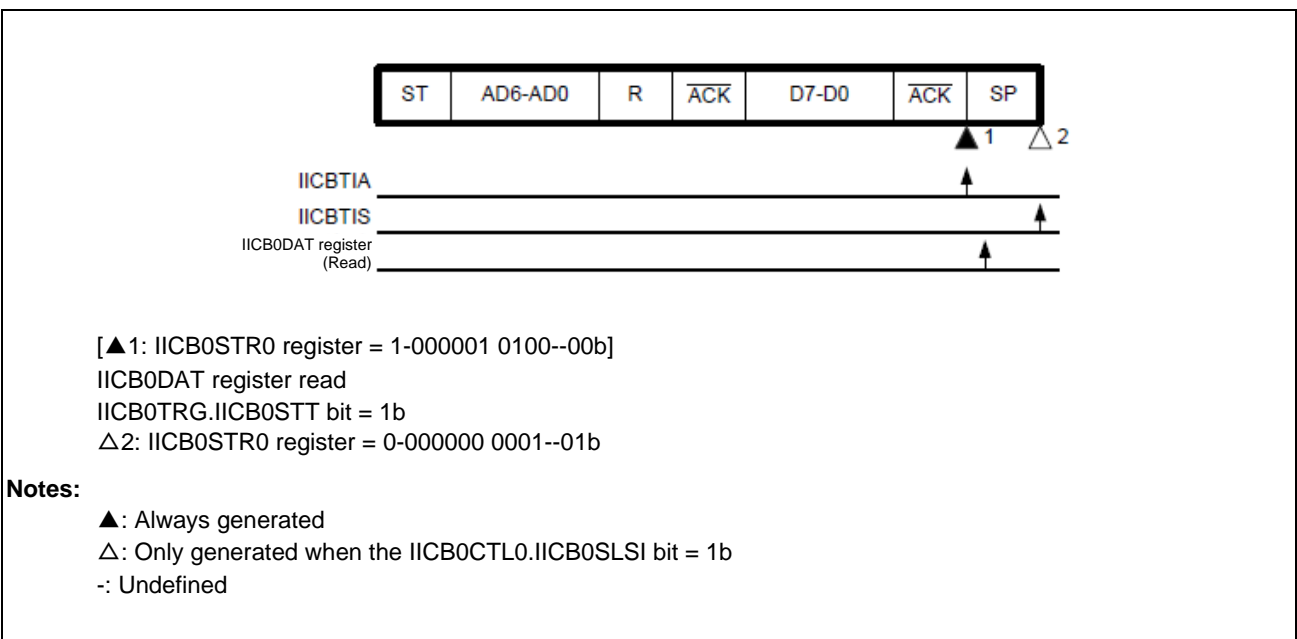 ST AD6-AD0 R ACK D7-D0 ACK SP
▲1 △2
IICBTIA
IICBTIS
IICB0DAT register
(Read)
[▲1: IICB0STR0 register = 1-000001 0100--00b]
IICB0DAT register read
IICB0TRG.IICB0STT bit = 1b
△2: IICB0STR0 register = 0-000000 0001--01b
Notes:
▲: Always generated
△: Only generated when the IICB0CTL0.IICB0SLSI bit = 1b
-: Undefined